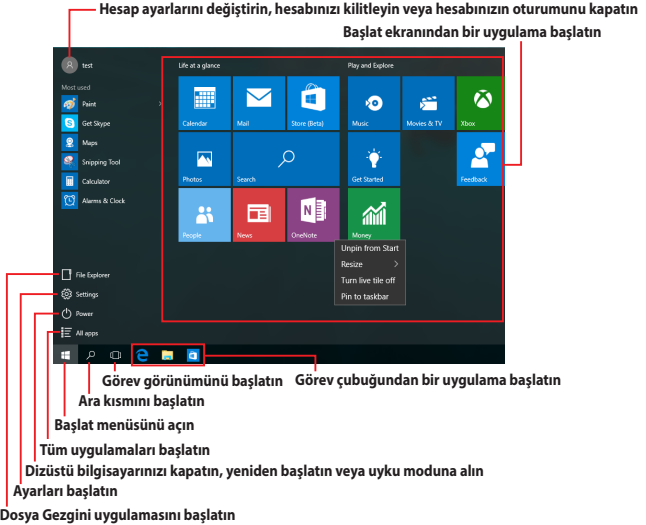 Hesap ayarlarını değiştirin, hesabınızı kilitleyin veya hesabınızın oturumunu kapatın
Başlat ekranından bir uygulama başlatın
test
Life at a glance
Play and Explore
Most used
Paint
Get Skype
Maps
Snipping Tool
Calculator
Alarms & Clock
Calendar
Mail
Store (Beta)
Music
Movies & TV
Xbox
Photos
Search
Get Started
Feedback
People
News
OneNote
Money
Unpin from Start
Resize
Turn live tile off
Pin to taskbar
File Explorer
Settings
Power
All apps
Görev görünümünü başlatın
Görev çubuğundan bir uygulama başlatın
Ara kısmını başlatın
Başlat menüsünü açın
Tüm uygulamaları başlatın
Dizüstü bilgisayarınızı kapatın, yeniden başlatın veya uyku moduna alın
Ayarları başlatın
Dosya Gezgini uygulamasını başlatın